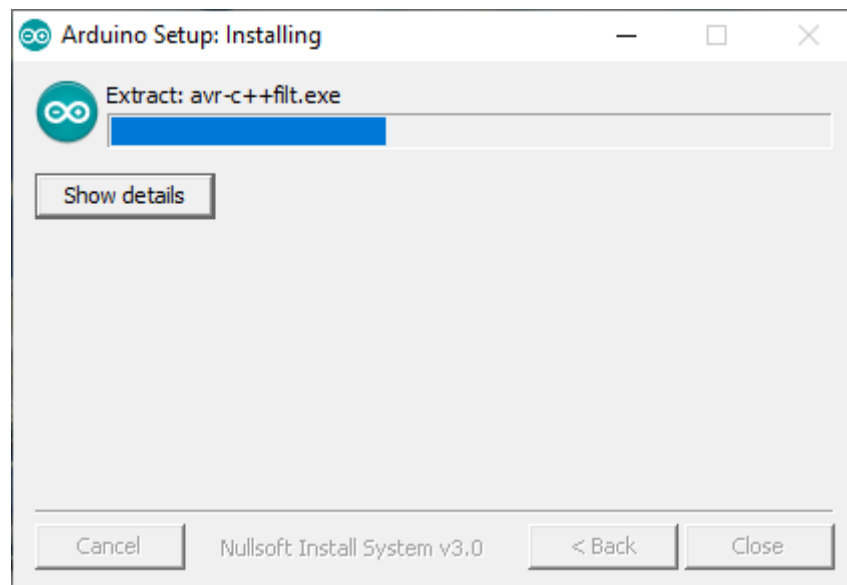 Arduino Setup: Installing
Extract: avr-c++filt.exe
Show details
Cancel
Nullsoft Install System v3.0
< Back
Close